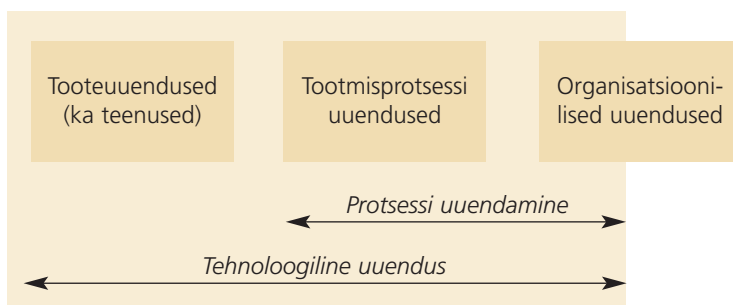 Tooteuuendused
(ka teenused)
Tootmisprotsessi
uuendused
Organisatsiooni-
lised uuendused
Protsessi uuendamine
Tehnoloogiline uuendus